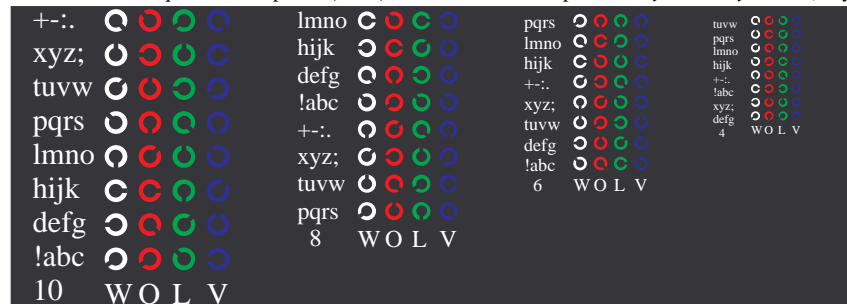 +-:.
xyz;
tuvw
pqrs
lmno
hijk
defg
!abc
10 W O L V
lmno
hijk
defg
!abc
+-:.
xyz;
tuvw
pqrs
8 W O L V
pqrs
lmno
hijk
+-:.
xyz;
tuvw
defg
!abc
6 W O L V
tuvw
pqrs
lmno
hijk
+-:.
!abc
xyz;
defg
4 W O L V